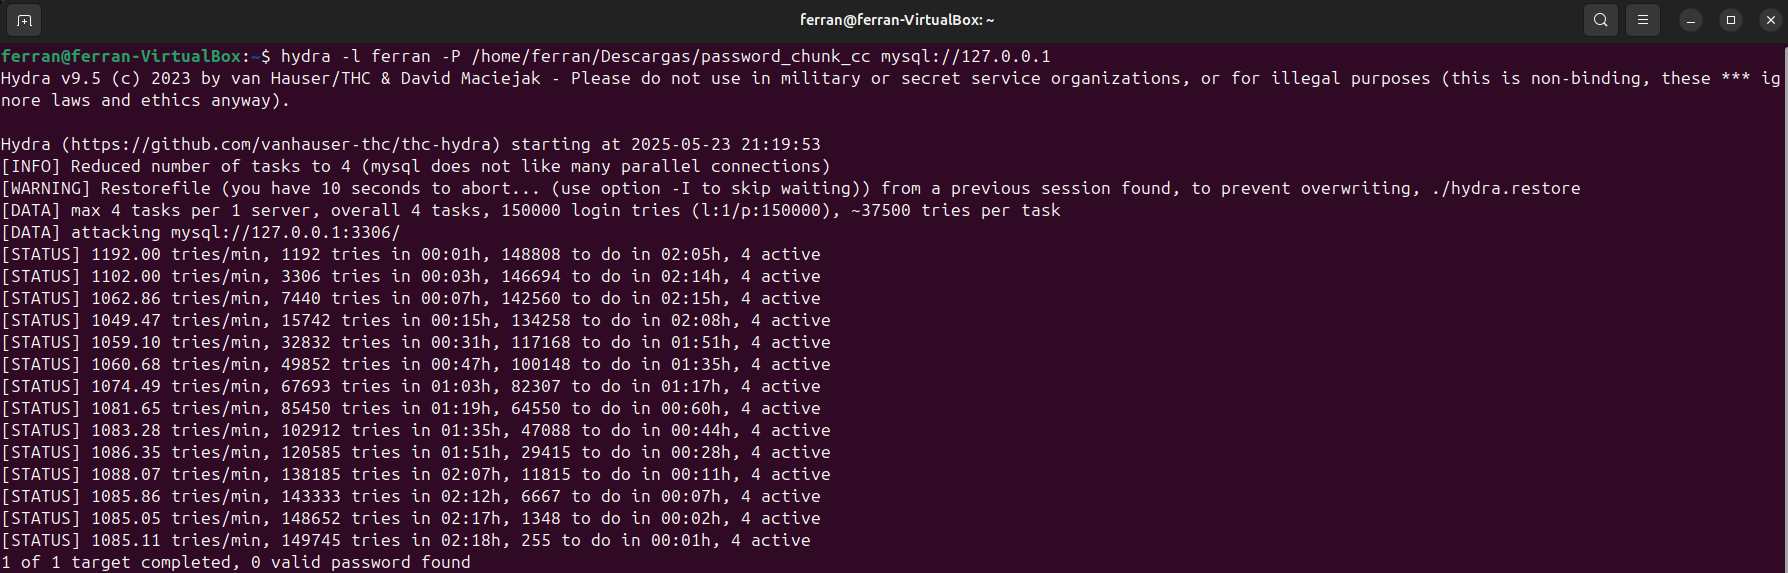 ferran@ferran-VirtualBox: ~
ferran@ferran-VirtualBox:~$ hydra -l ferran -P /home/ferran/Descargas/password_chunk_cc mysql://127.0.0.1
Hydra v9.5 (c) 2023 by van Hauser/THC & David Maciejak - Please do not use in military or secret service organizations, or for illegal purposes (this is non-binding, these *** ig
nore laws and ethics anyway).
Hydra (https://github.com/vanhauser-thc/thc-hydra) starting at 2025-05-23 21:19:53
[INFO] Reduced number of tasks to 4 (mysql does not like many parallel connections)
[WARNING] Restorefile (you have 10 seconds to abort... (use option -I to skip waiting)) from a previous session found, to prevent overwriting, ./hydra.restore
[DATA] max 4 tasks per 1 server, overall 4 tasks, 150000 login tries (l:1/p:150000), ~37500 tries per task
[DATA] attacking mysql://127.0.0.1:3306/
[STATUS] 1192.00 tries/min, 1192 tries in 00:01h, 148808 to do in 02:05h, 4 active
[STATUS] 1102.00 tries/min, 3306 tries in 00:03h, 146694 to do in 02:14h, 4 active
[STATUS] 1062.86 tries/min, 7440 tries in 00:07h, 142560 to do in 02:15h, 4 active
[STATUS] 1049.47 tries/min, 15742 tries in 00:15h, 134258 to do in 02:08h, 4 active
[STATUS] 1059.10 tries/min, 32832 tries in 00:31h, 117168 to do in 01:51h, 4 active
[STATUS] 1060.68 tries/min, 49852 tries in 00:47h, 100148 to do in 01:35h, 4 active
[STATUS] 1074.49 tries/min, 67693 tries in 01:03h, 82307 to do in 01:17h, 4 active
[STATUS] 1081.65 tries/min, 85450 tries in 01:19h, 64550 to do in 00:60h, 4 active
[STATUS] 1083.28 tries/min, 102912 tries in 01:35h, 47088 to do in 00:44h, 4 active
[STATUS] 1086.35 tries/min, 120585 tries in 01:51h, 29415 to do in 00:28h, 4 active
[STATUS] 1088.07 tries/min, 138185 tries in 02:07h, 11815 to do in 00:11h, 4 active
[STATUS] 1085.86 tries/min, 143333 tries in 02:12h, 6667 to do in 00:07h, 4 active
[STATUS] 1085.05 tries/min, 148652 tries in 02:17h, 1348 to do in 00:02h, 4 active
[STATUS] 1085.11 tries/min, 149745 tries in 02:18h, 255 to do in 00:01h, 4 active
1 of 1 target completed, 0 valid password found